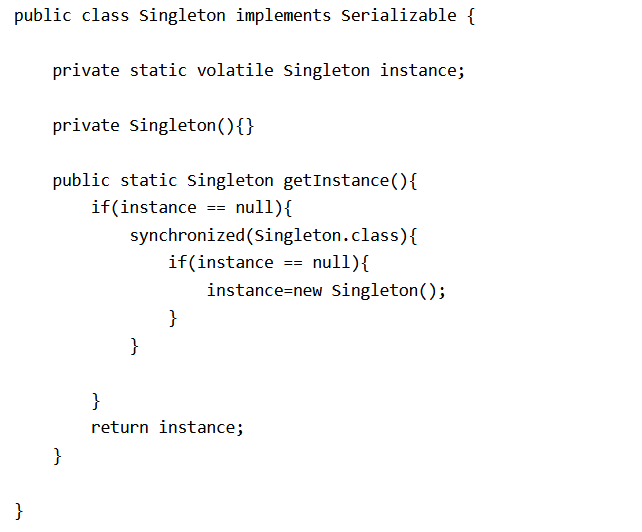 public class Singleton implements Serializable {
    private static volatile Singleton instance;
    private Singleton(){}
    public static Singleton getInstance(){
        if(instance == null){
            synchronized(Singleton.class){
                if(instance == null){
                    instance=new Singleton();
                }
            }
        }
        return instance;
    }
}